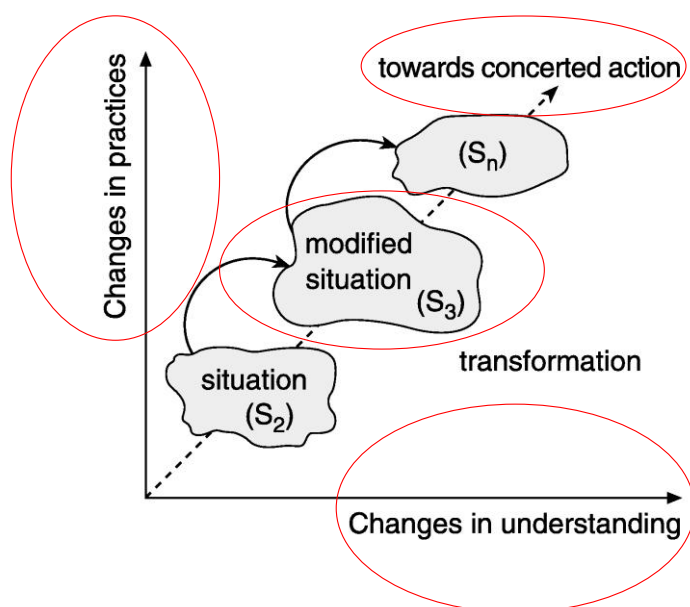 Changes in practices
towards concerted action
(Sn)
modified
situation
(S3)
situation
(S2)
transformation
Changes in understanding